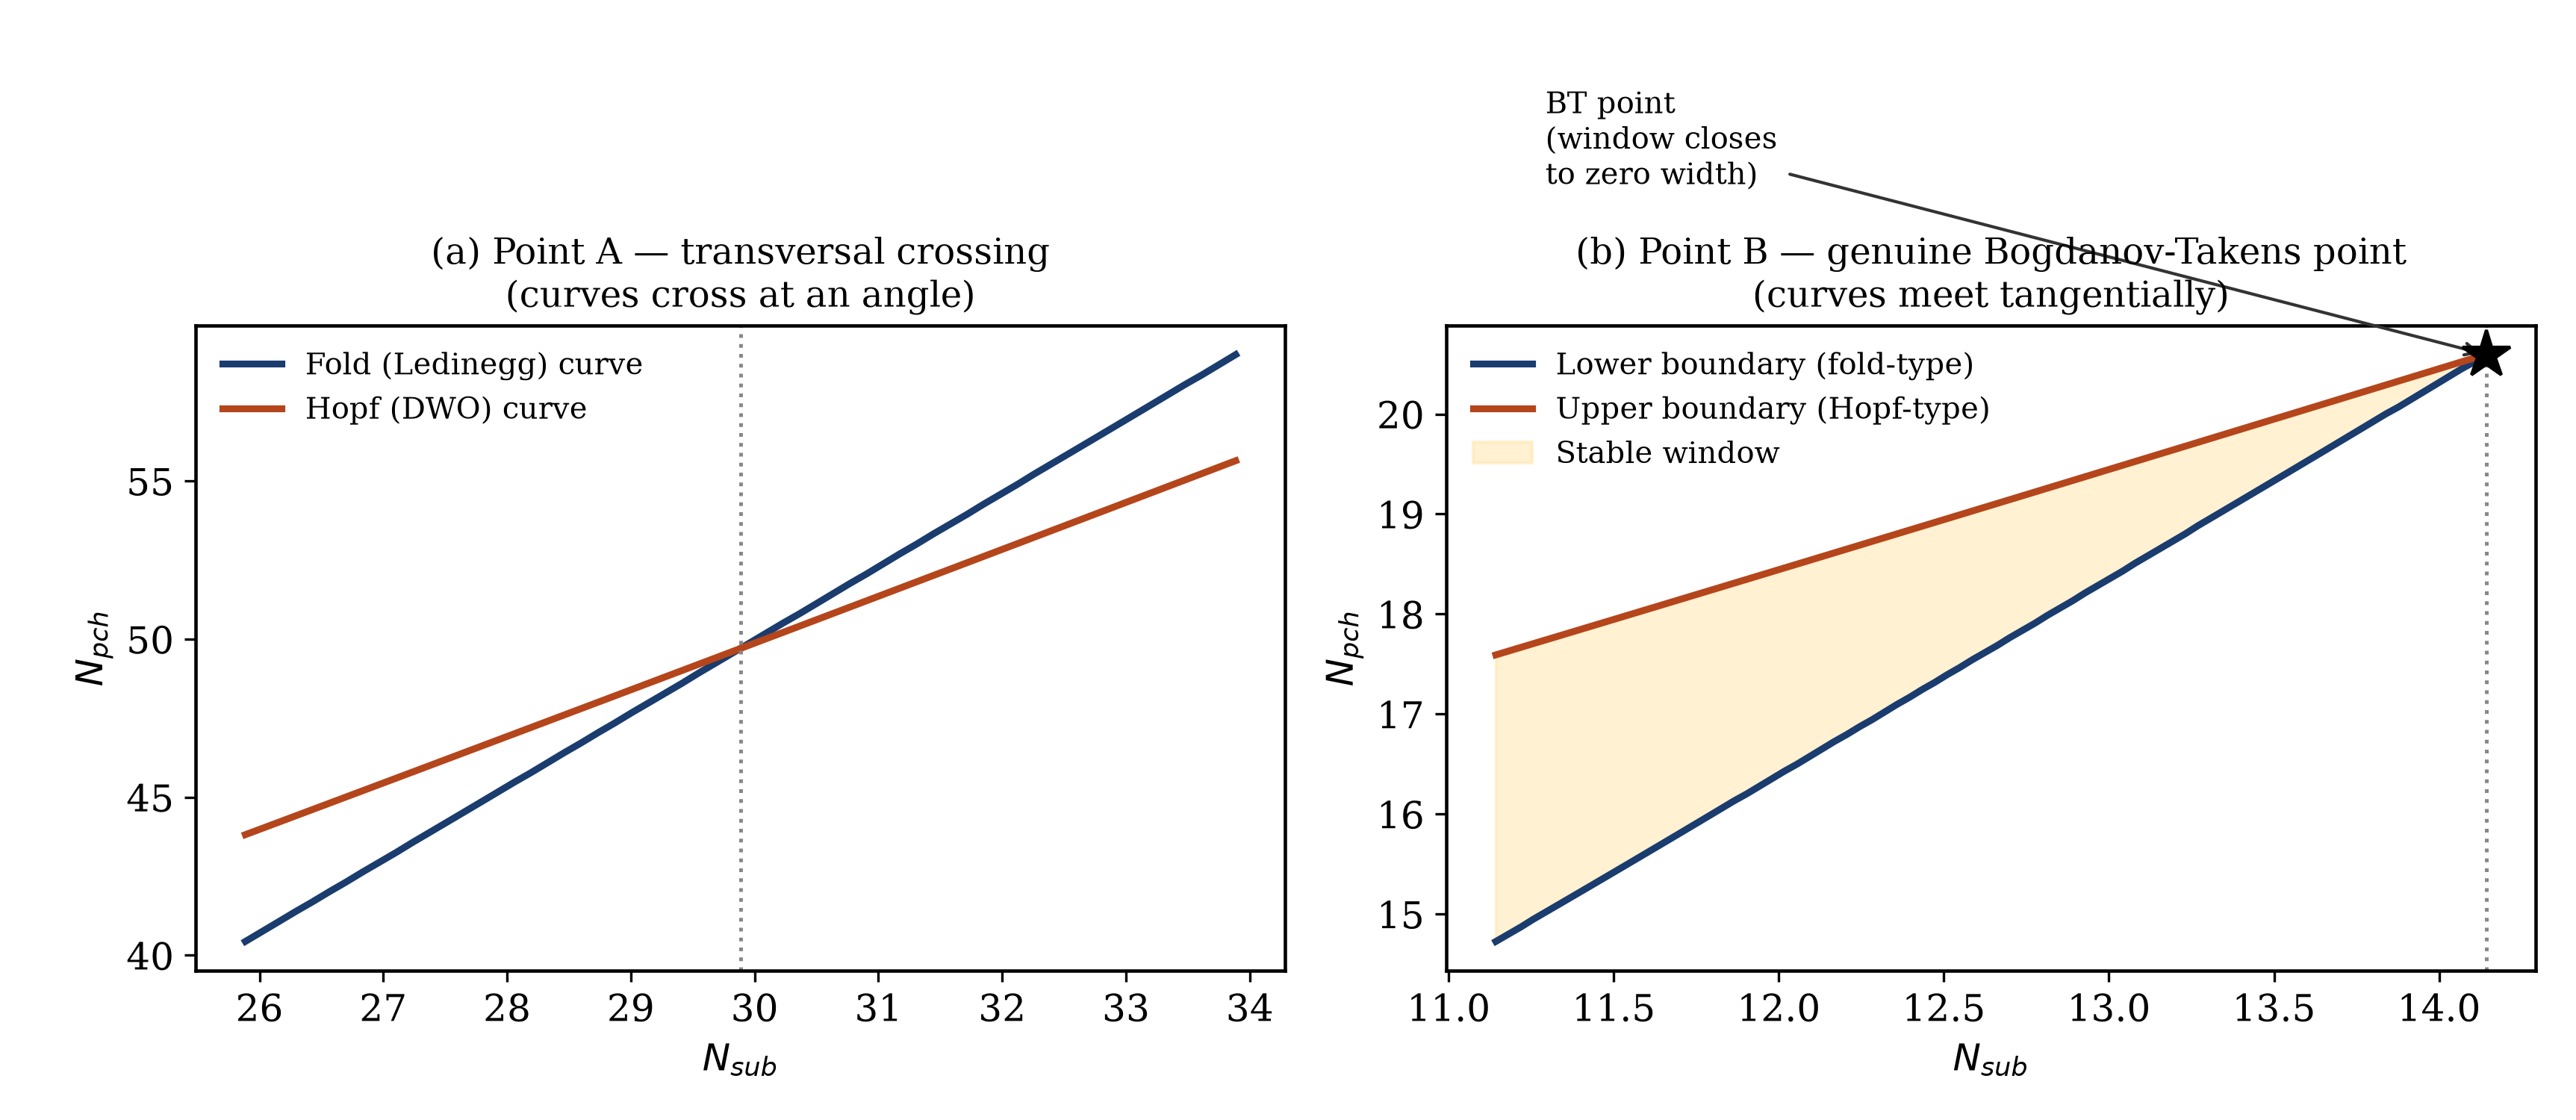 BT point
(window closes
to zero width)
(a) Point A — transversal crossing
(curves cross at an angle)
Fold (Ledinegg) curve
Hopf (DWO) curve
55
50
45
40
N_pch
26 27 28 29 30 31 32 33 34
N_sub
(b) Point B — genuine Bogdanov-Takens point
(curves meet tangentially)
Lower boundary (fold-type)
Upper boundary (Hopf-type)
Stable window
20
19
18
17
16
15
N_pch
11.0 11.5 12.0 12.5 13.0 13.5 14.0
N_sub